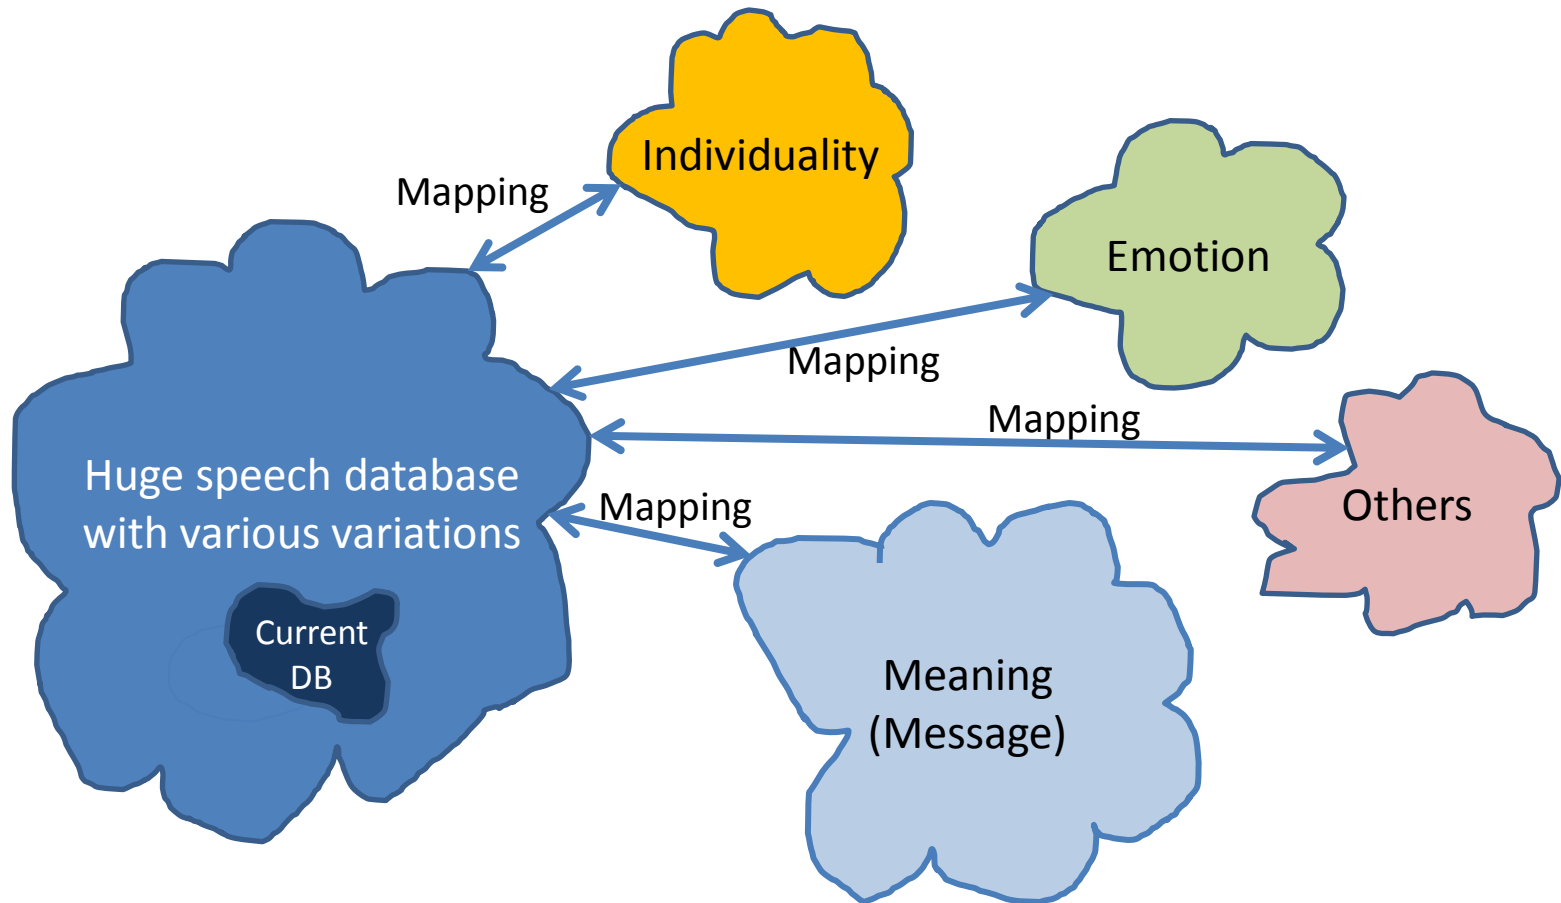 Individuality
Mapping
Emotion
Mapping
Mapping
Huge speech database
with various variations
Mapping
Others
Current
DB
Meaning
(Message)